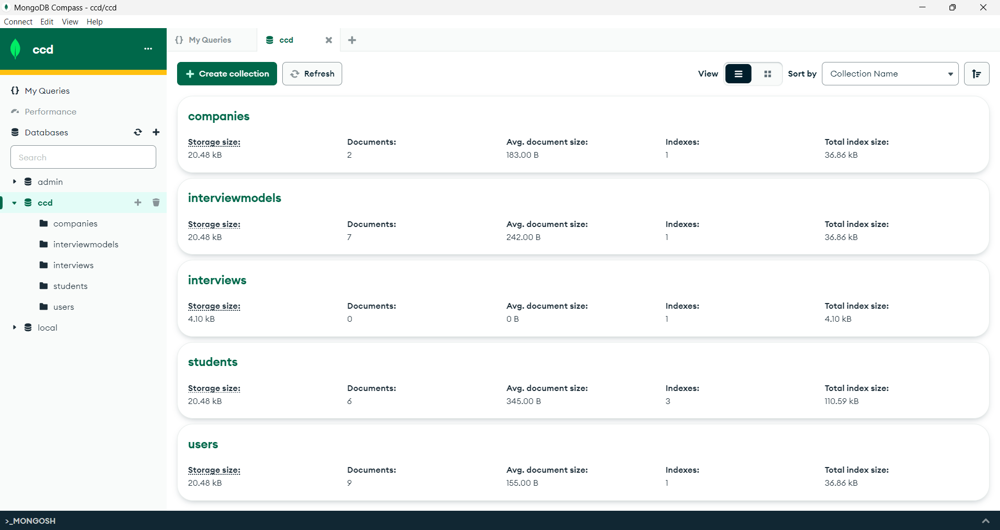 MongoDB Compass - ccd/ccd
Connect Edit View Help
ccd
{} My Queries
ccd
Create collection
Refresh
View
Sort by
Collection Name
{} My Queries
Performance
Databases
Search
admin
ccd
companies
interviewmodels
interviews
students
users
local
companies
Storage size: Documents: Avg. document size: Indexes: Total index size:
20.48 kB 2 183.00 B 1 36.86 kB
interviewmodels
Storage size: Documents: Avg. document size: Indexes: Total index size:
20.48 kB 7 242.00 B 1 36.86 kB
interviews
Storage size: Documents: Avg. document size: Indexes: Total index size:
4.10 kB 0 0 B 1 4.10 kB
students
Storage size: Documents: Avg. document size: Indexes: Total index size:
20.48 kB 6 345.00 B 3 110.59 kB
users
Storage size: Documents: Avg. document size: Indexes: Total index size:
20.48 kB 9 155.00 B 1 36.86 kB
>_MONGOSH